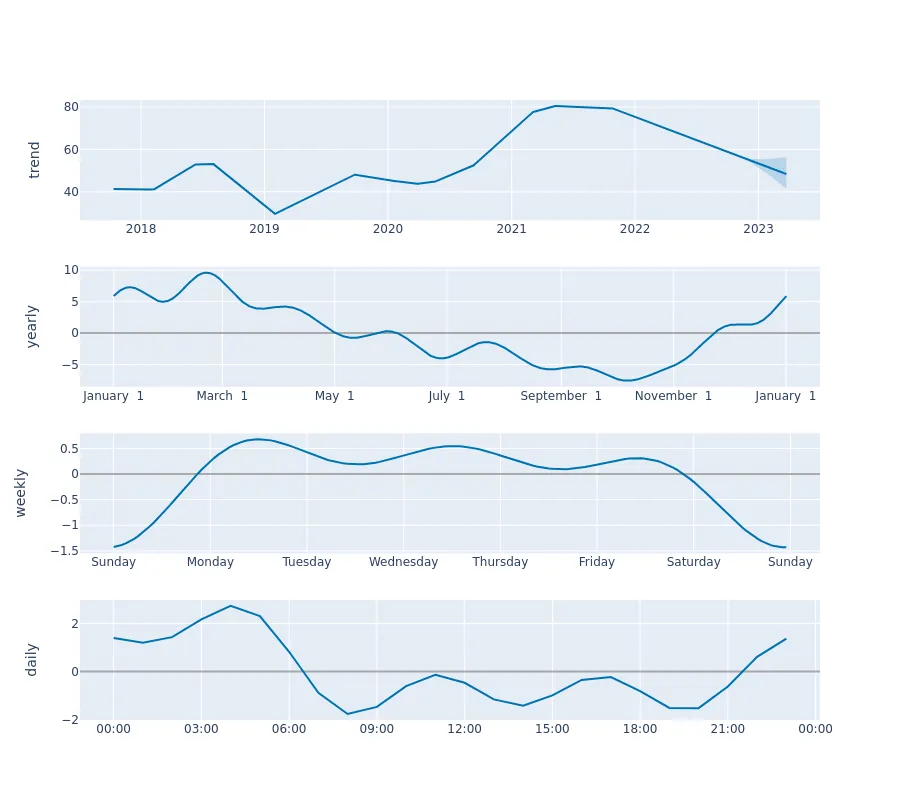 trend
80
60
40
2018 2019 2020 2021 2022 2023
yearly
10
5
0
−5
January 1 March 1 May 1 July 1 September 1 November 1 January 1
weekly
0.5
0
−0.5
−1
−1.5
Sunday Monday Tuesday Wednesday Thursday Friday Saturday Sunday
daily
2
0
−2
00:00 03:00 06:00 09:00 12:00 15:00 18:00 21:00 00:00